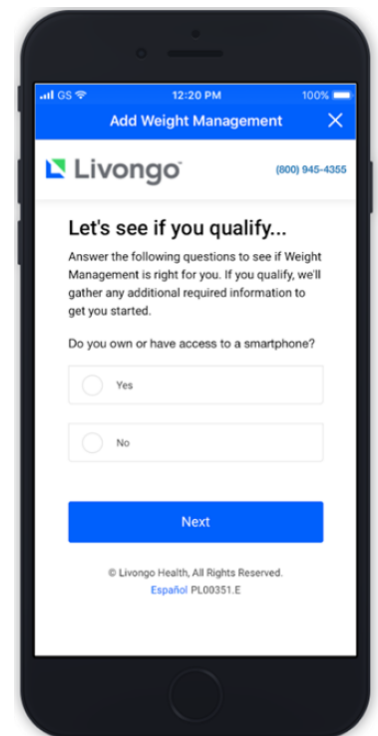 GS 12:20 PM 100%
Add Weight Management
Livongo (800) 945-4355
Let's see if you qualify...
Answer the following questions to see if Weight
Management is right for you. If you qualify, we'll
gather any additional required information to
get you started.
Do you own or have access to a smartphone?
Yes
No
Next
© Livongo Health, All Rights Reserved.
Español PL00351.E